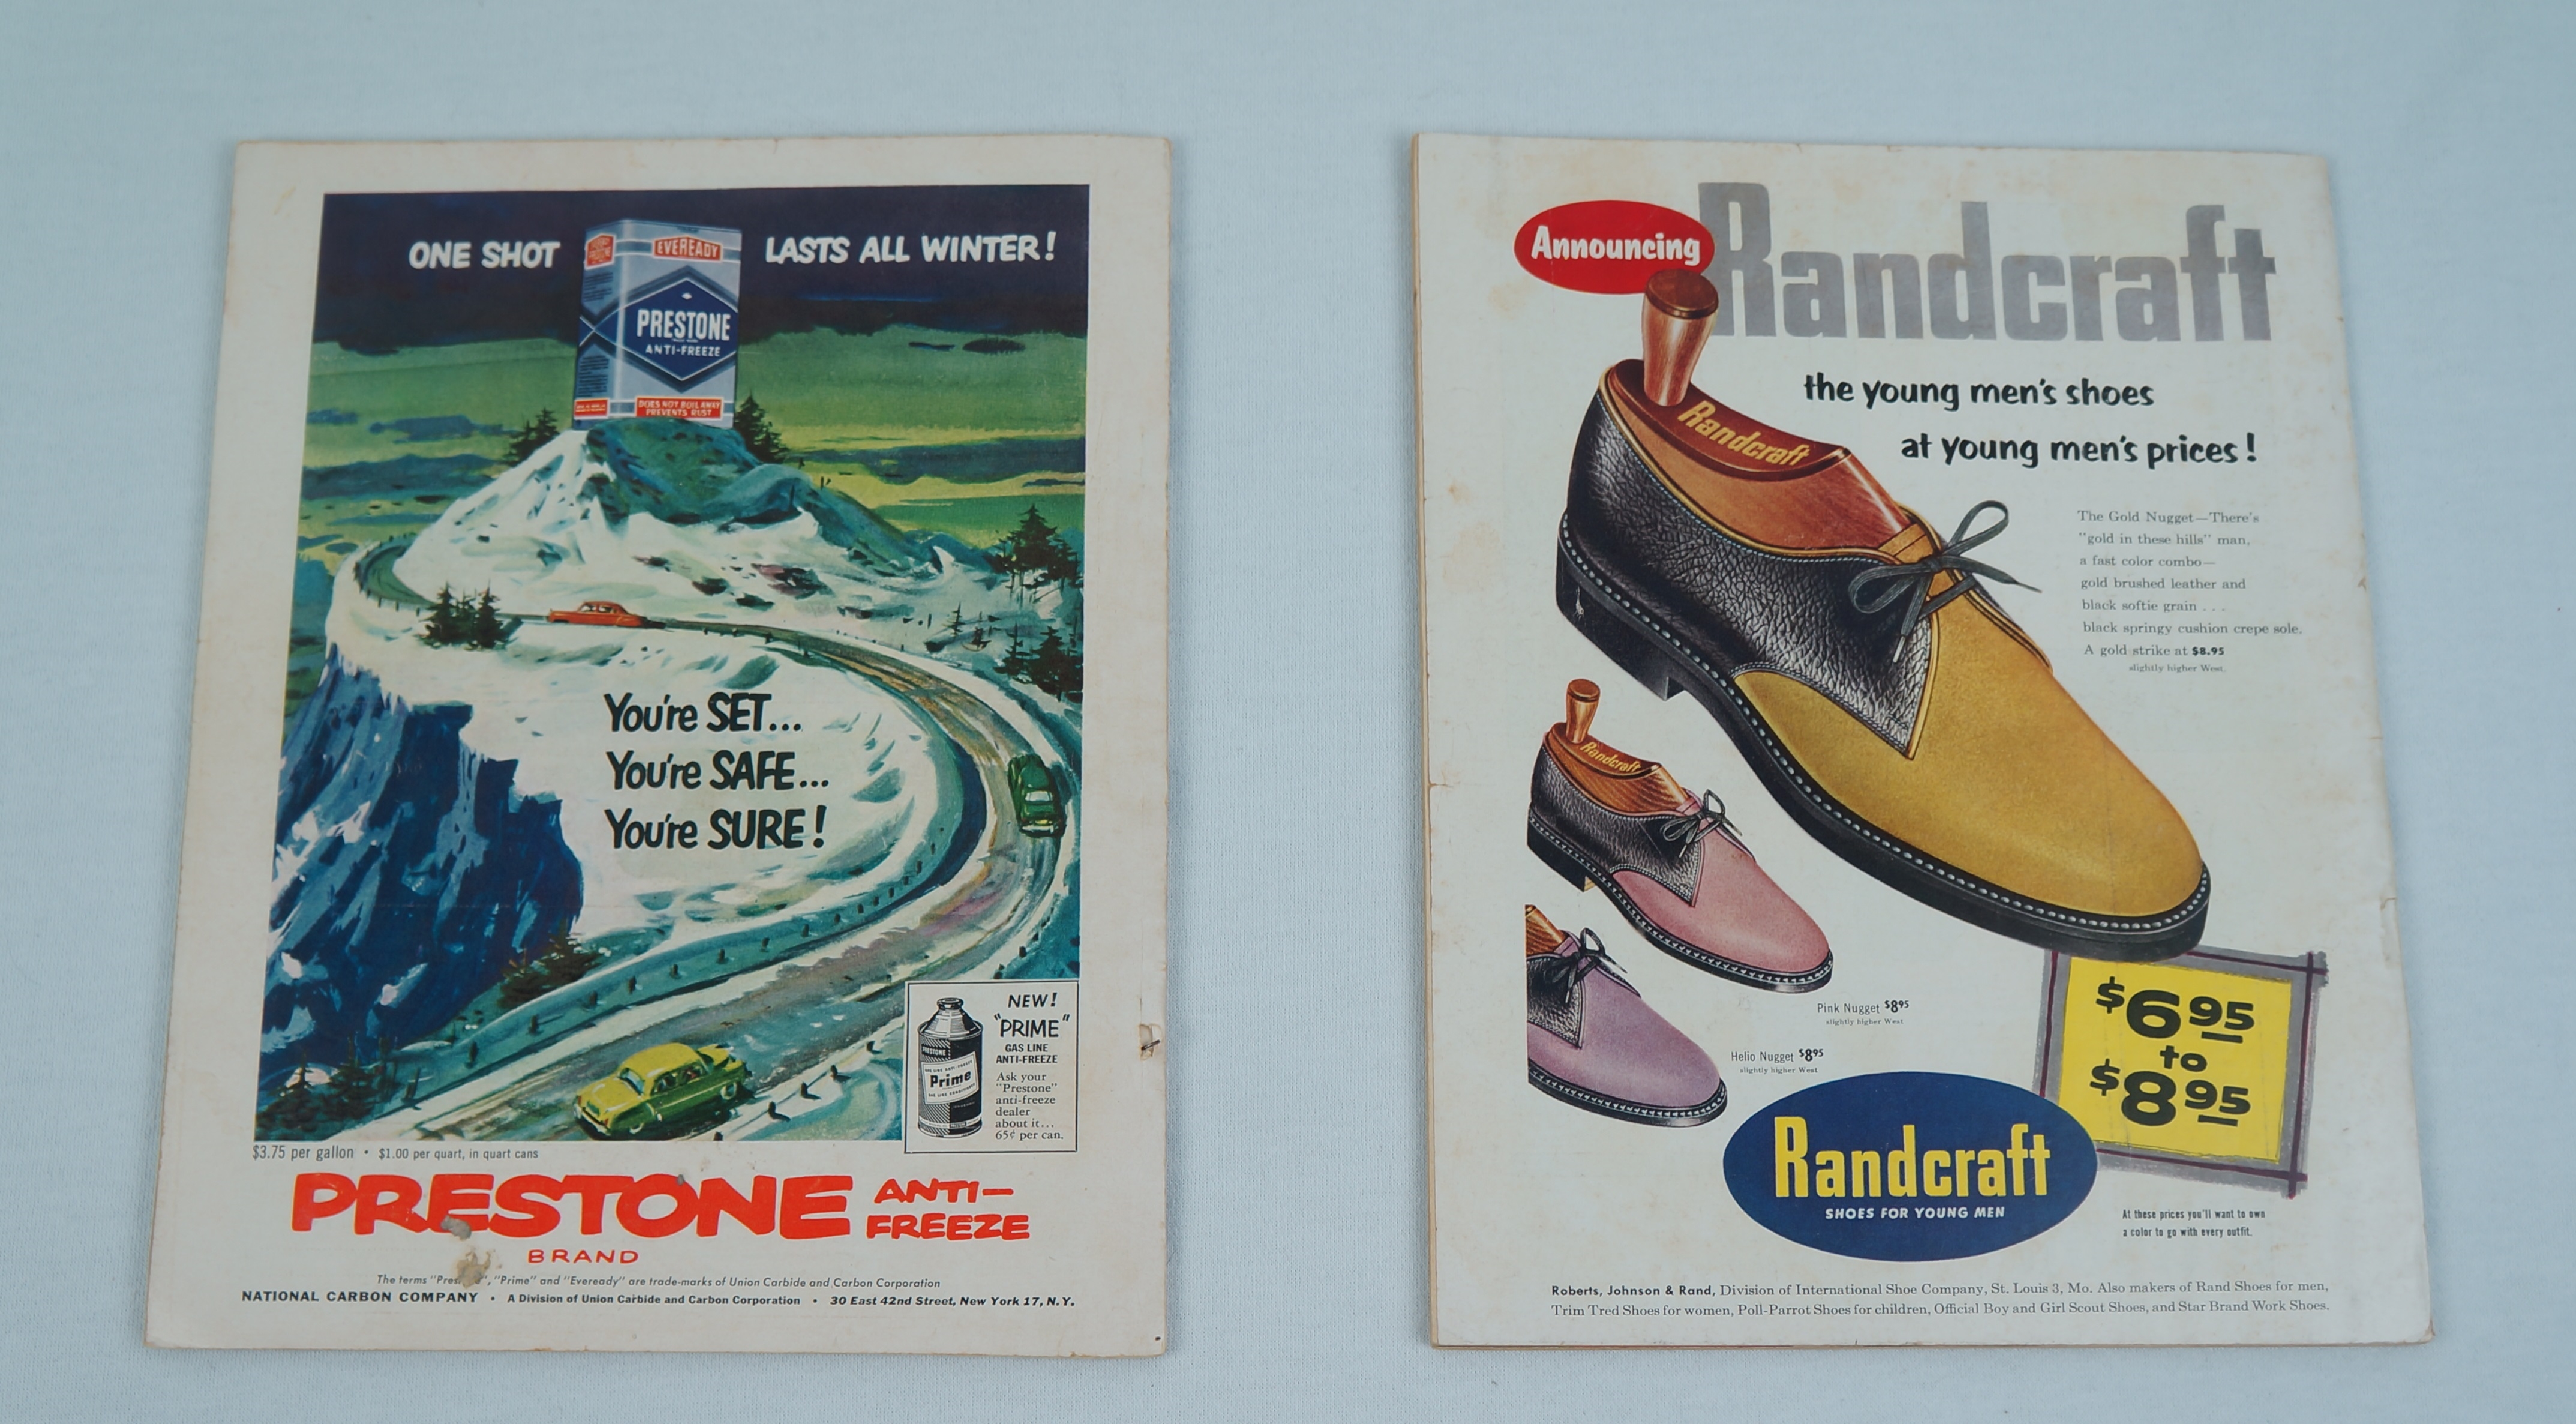 ONE SHOT LASTS ALL WINTER!
EVEREADY
PRESTONE
ANTI-FREEZE
DOES NOT BOIL AWAY
PREVENTS RUST
You're SET...
You're SAFE...
You're SURE!
NEW!
"PRIME"
GAS LINE
ANTI-FREEZE
Ask your
"Prestone"
anti-freeze
dealer
about it...
65¢ per can.
PRESTONE
Prime
$3.75 per gallon • $1.00 per quart, in quart cans
PRESTONE ANTI-
FREEZE
BRAND
The terms "Pres", "Prime" and "Eveready" are trade-marks of Union Carbide and Carbon Corporation
NATIONAL CARBON COMPANY • A Division of Union Carbide and Carbon Corporation • 30 East 42nd Street, New York 17, N.Y.
Announcing
Randcraft
the young men's shoes
at young men's prices!
Randcraft
The Gold Nugget—There's
"gold in these hills" man,
a fast color combo—
gold brushed leather and
black softie grain . . .
black springy cushion crepe sole.
A gold strike at $8.95
slightly higher West.
Randcraft
Pink Nugget $8.95
slightly higher West
Helio Nugget $8.95
slightly higher West
$6.95
to
$8.95
Randcraft
SHOES FOR YOUNG MEN
At these prices you'll want to own
a color to go with every outfit.
Roberts, Johnson & Rand, Division of International Shoe Company, St. Louis 3, Mo. Also makers of Rand Shoes for men,
Trim Tred Shoes for women, Poll-Parrot Shoes for children, Official Boy and Girl Scout Shoes, and Star Brand Work Shoes.